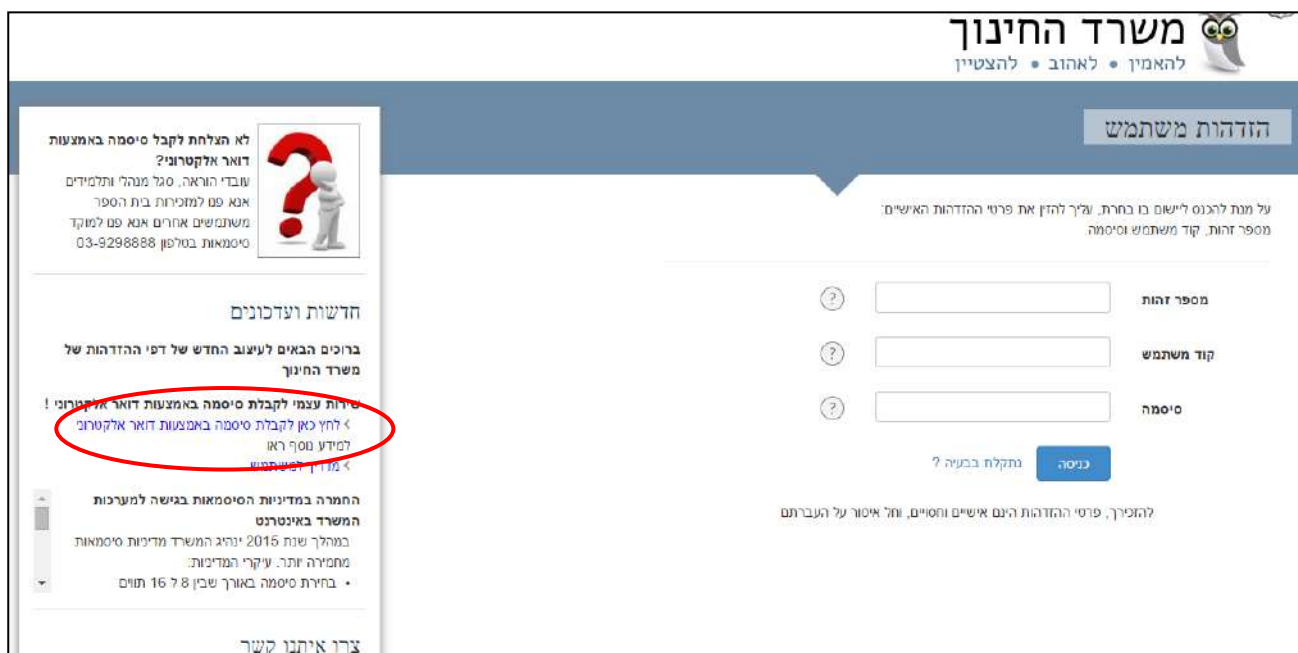 משרד החינוך
להאמין • לאהוב • להצטיין
הזדהות משתמש
על מנת להכנס ליישום בו בחרת, עליך להזין את פרטי ההזדהות האישיים:
מספר זהות, קוד משתמש וסיסמה.
מספר זהות
?
קוד משתמש
?
סיסמה
?
כניסה
נתקלת בבעיה ?
להזכירך, פרטי ההזדהות הינם אישיים וחסויים, וחל איסור על העברתם
לא הצלחת לקבל סיסמה באמצעות
דואר אלקטרוני?
עובדי הוראה, סגל מנהלי ותלמידים
אנא פנו למזכירות בית הספר
משתמשים אחרים אנא פנו למוקד
סיסמאות בטלפון 03-9298888
חדשות ועדכונים
ברוכים הבאים לעיצוב החדש של דפי ההזדהות של
משרד החינוך
שירות עצמי לקבלת סיסמה באמצעות דואר אלקטרוני !
› לחץ כאן לקבלת סיסמה באמצעות דואר אלקטרוני
למידע נוסף ראו
› מדריך למשתמש
החמרה במדיניות הסיסמאות בגישה למערכות
המשרד באינטרנט
במהלך שנת 2015 ינהיג המשרד מדיניות סיסמאות
מחמירה יותר. עיקרי המדיניות:
• בחירת סיסמה באורך שבין 8 ל 16 תווים
צרו איתנו קשר